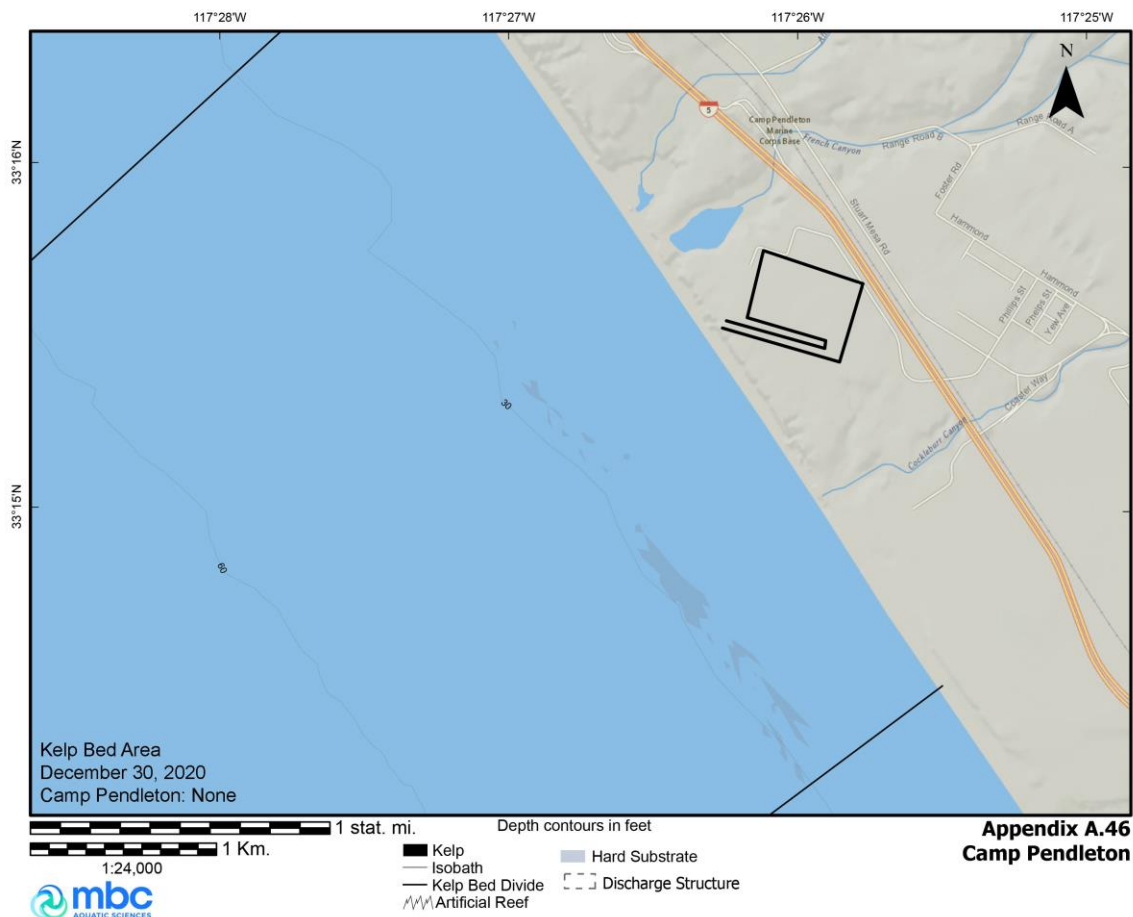 117°28'W
117°27'W
117°26'W
117°25'W
N
33°16'N
33°15'N
5
Camp Pendleton
Marine
Corps Base
French Canyon
Range Road B
Range Road A
Foster Rd
Stuart Mesa Rd
Hammond
Hammond
Phillips St
Phelps St
Yew Ave
Coaster Way
Cockleburr Canyon
30
60
Kelp Bed Area
December 30, 2020
Camp Pendleton: None
1 stat. mi.
1 Km.
1:24,000
mbc
AQUATIC SCIENCES
Depth contours in feet
Kelp
Isobath
Kelp Bed Divide
Artificial Reef
Hard Substrate
Discharge Structure
Appendix A.46
Camp Pendleton